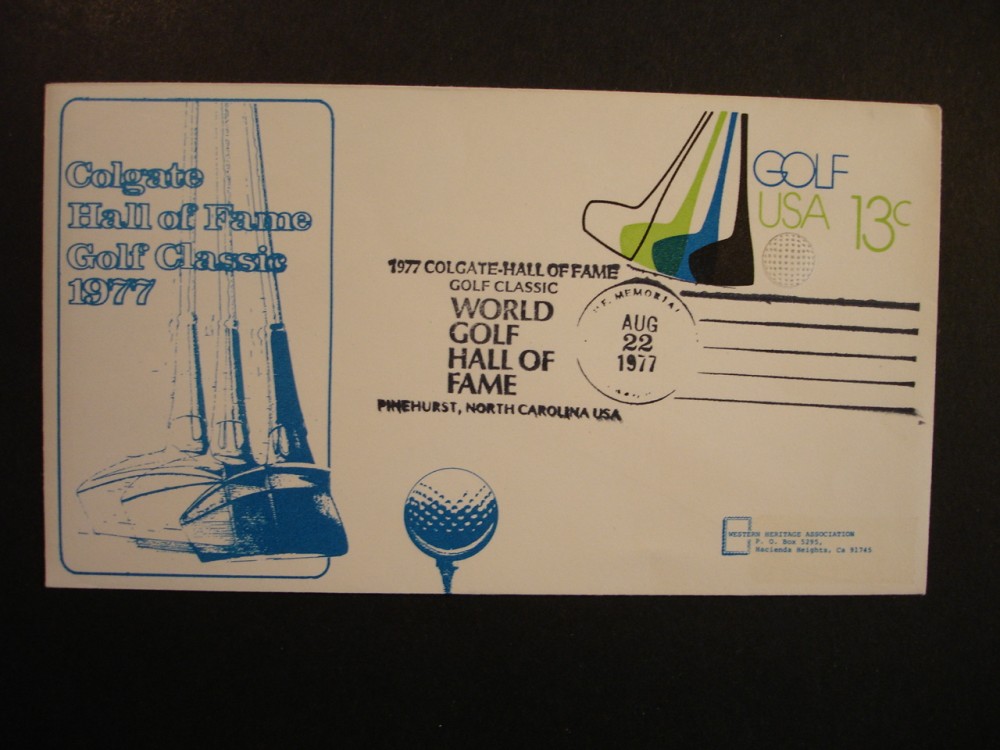 Colgate
Hall of Fame
Golf Classic
1977
GOLF
USA 13c
1977 COLGATE-HALL OF FAME
GOLF CLASSIC
WORLD
GOLF
HALL OF
FAME
PINEHURST, NORTH CAROLINA USA
MEMORIAL
AUG
22
1977
WESTERN HERITAGE ASSOCIATION
P. O. Box 5295,
Hacienda Heights, Ca 91745